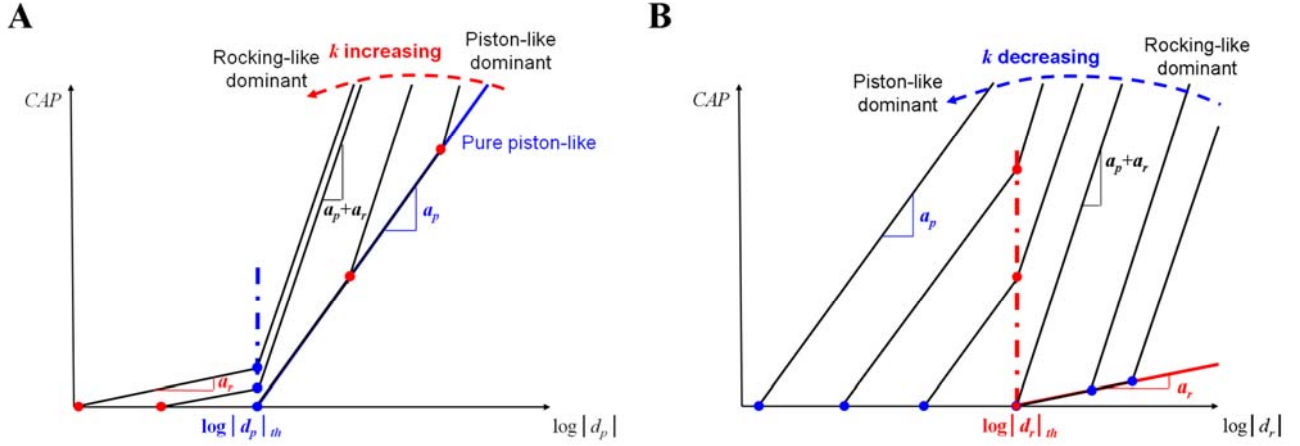 A
CAP
Rocking-like
dominant
k increasing
Piston-like
dominant
Pure piston-like
a_p+a_r
a_p
a_r
log|d_p|_th
log|d_p|
B
CAP
Piston-like
dominant
k decreasing
Rocking-like
dominant
a_p
a_p+a_r
a_r
log|d_r|_th
log|d_r|